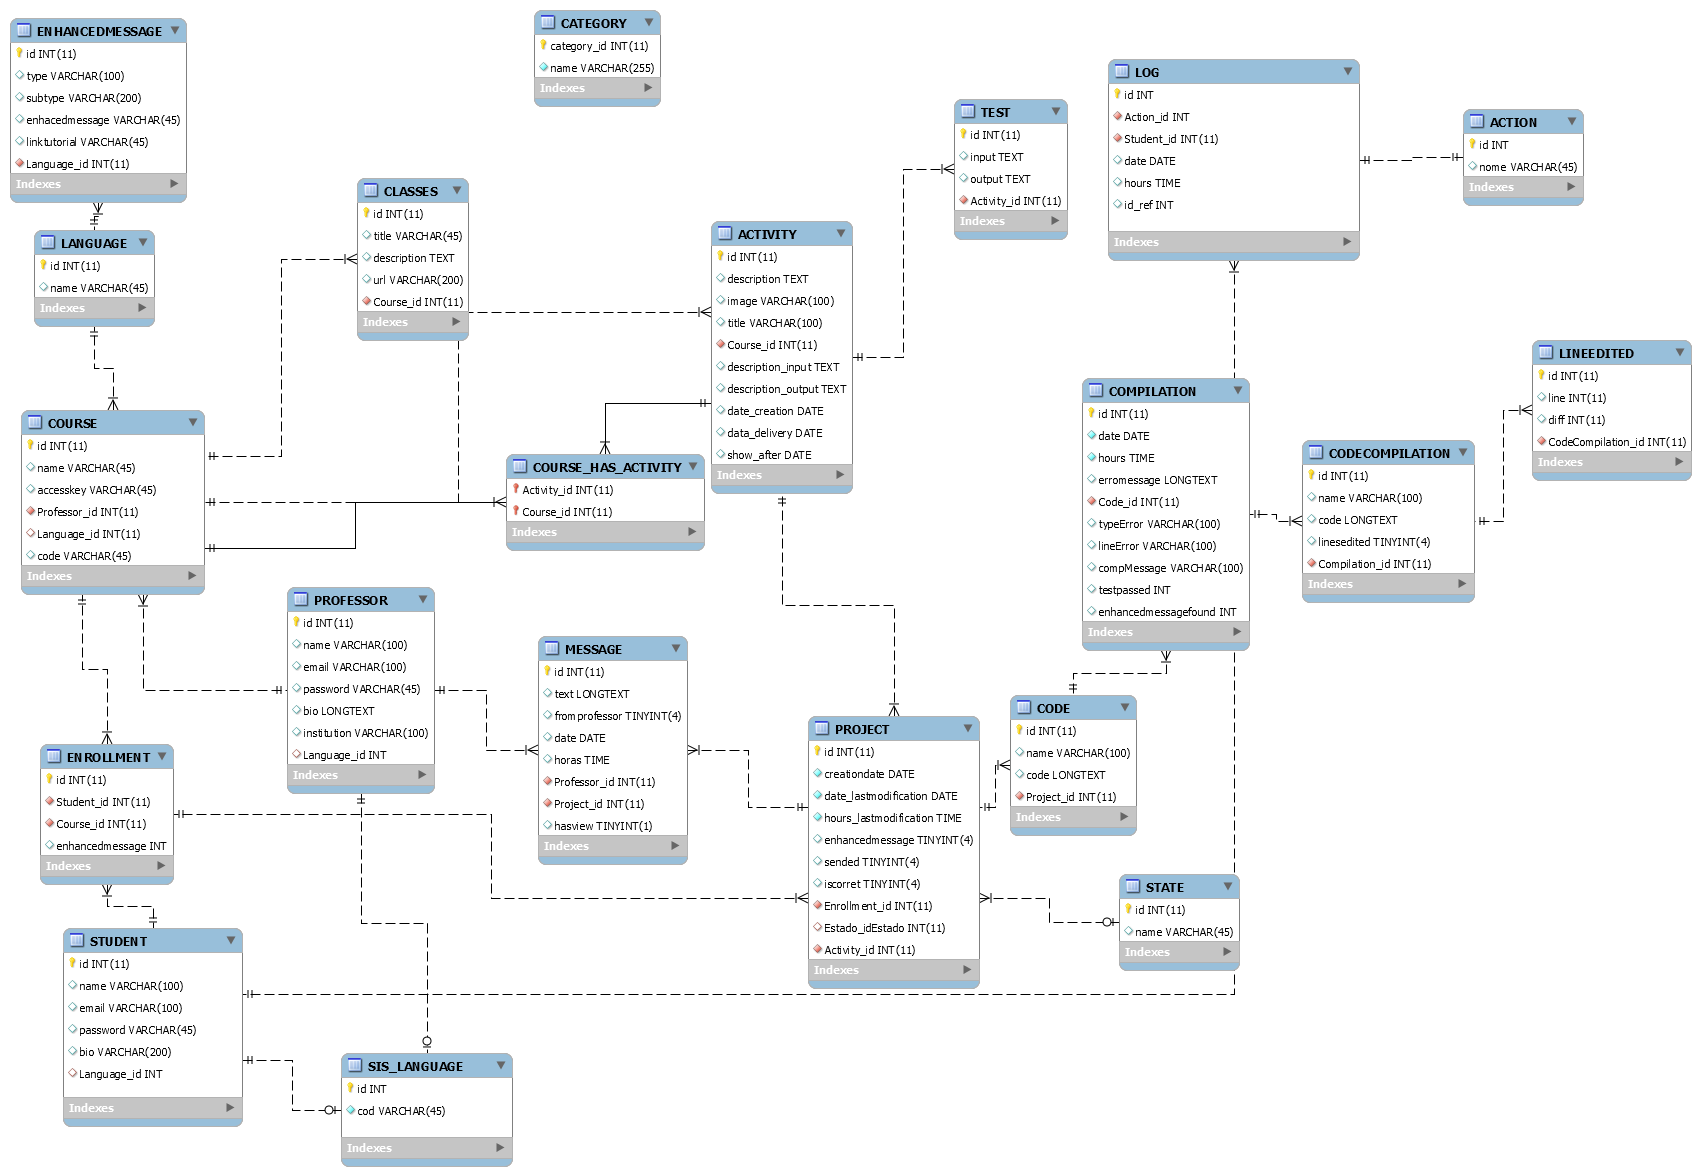 ENHANCEDMESSAGE
id INT(11)
type VARCHAR(100)
subtype VARCHAR(200)
enhacedmessage VARCHAR(45)
linktutorial VARCHAR(45)
Language_id INT(11)
Indexes
CATEGORY
category_id INT(11)
name VARCHAR(255)
Indexes
LOG
id INT
Action_id INT
Student_id INT(11)
date DATE
hours TIME
id_ref INT
Indexes
ACTION
id INT
nome VARCHAR(45)
Indexes
TEST
id INT(11)
input TEXT
output TEXT
Activity_id INT(11)
Indexes
LANGUAGE
id INT(11)
name VARCHAR(45)
Indexes
CLASSES
id INT(11)
title VARCHAR(45)
description TEXT
url VARCHAR(200)
Course_id INT(11)
Indexes
ACTIVITY
id INT(11)
description TEXT
image VARCHAR(100)
title VARCHAR(100)
Course_id INT(11)
description_input TEXT
description_output TEXT
date_creation DATE
data_delivery DATE
show_after DATE
Indexes
COURSE
id INT(11)
name VARCHAR(45)
accesskey VARCHAR(45)
Professor_id INT(11)
Language_id INT(11)
code VARCHAR(45)
Indexes
COURSE_HAS_ACTIVITY
Activity_id INT(11)
Course_id INT(11)
Indexes
COMPILATION
id INT(11)
date DATE
hours TIME
erromessage LONGTEXT
Code_id INT(11)
typeError VARCHAR(100)
lineError VARCHAR(100)
compMessage VARCHAR(100)
testpassed INT
enhancedmessagefound INT
Indexes
CODECOMPILATION
id INT(11)
name VARCHAR(100)
code LONGTEXT
linesedited TINYINT(4)
Compilation_id INT(11)
Indexes
LINEEDITED
id INT(11)
line INT(11)
diff INT(11)
CodeCompilation_id INT(11)
Indexes
PROFESSOR
id INT(11)
name VARCHAR(100)
email VARCHAR(100)
password VARCHAR(45)
bio LONGTEXT
institution VARCHAR(100)
Language_id INT
Indexes
MESSAGE
id INT(11)
text LONGTEXT
fromprofessor TINYINT(4)
date DATE
horas TIME
Professor_id INT(11)
Project_id INT(11)
hasview TINYINT(1)
Indexes
PROJECT
id INT(11)
creationdate DATE
date_lastmodification DATE
hours_lastmodification TIME
enhancedmessage TINYINT(4)
sended TINYINT(4)
iscorret TINYINT(4)
Enrollment_id INT(11)
Estado_idEstado INT(11)
Activity_id INT(11)
Indexes
CODE
id INT(11)
name VARCHAR(100)
code LONGTEXT
Project_id INT(11)
Indexes
ENROLLMENT
id INT(11)
Student_id INT(11)
Course_id INT(11)
enhancedmessage INT
Indexes
STATE
id INT(11)
name VARCHAR(45)
Indexes
STUDENT
id INT(11)
name VARCHAR(100)
email VARCHAR(100)
password VARCHAR(45)
bio VARCHAR(200)
Language_id INT
Indexes
SIS_LANGUAGE
id INT
cod VARCHAR(45)
Indexes